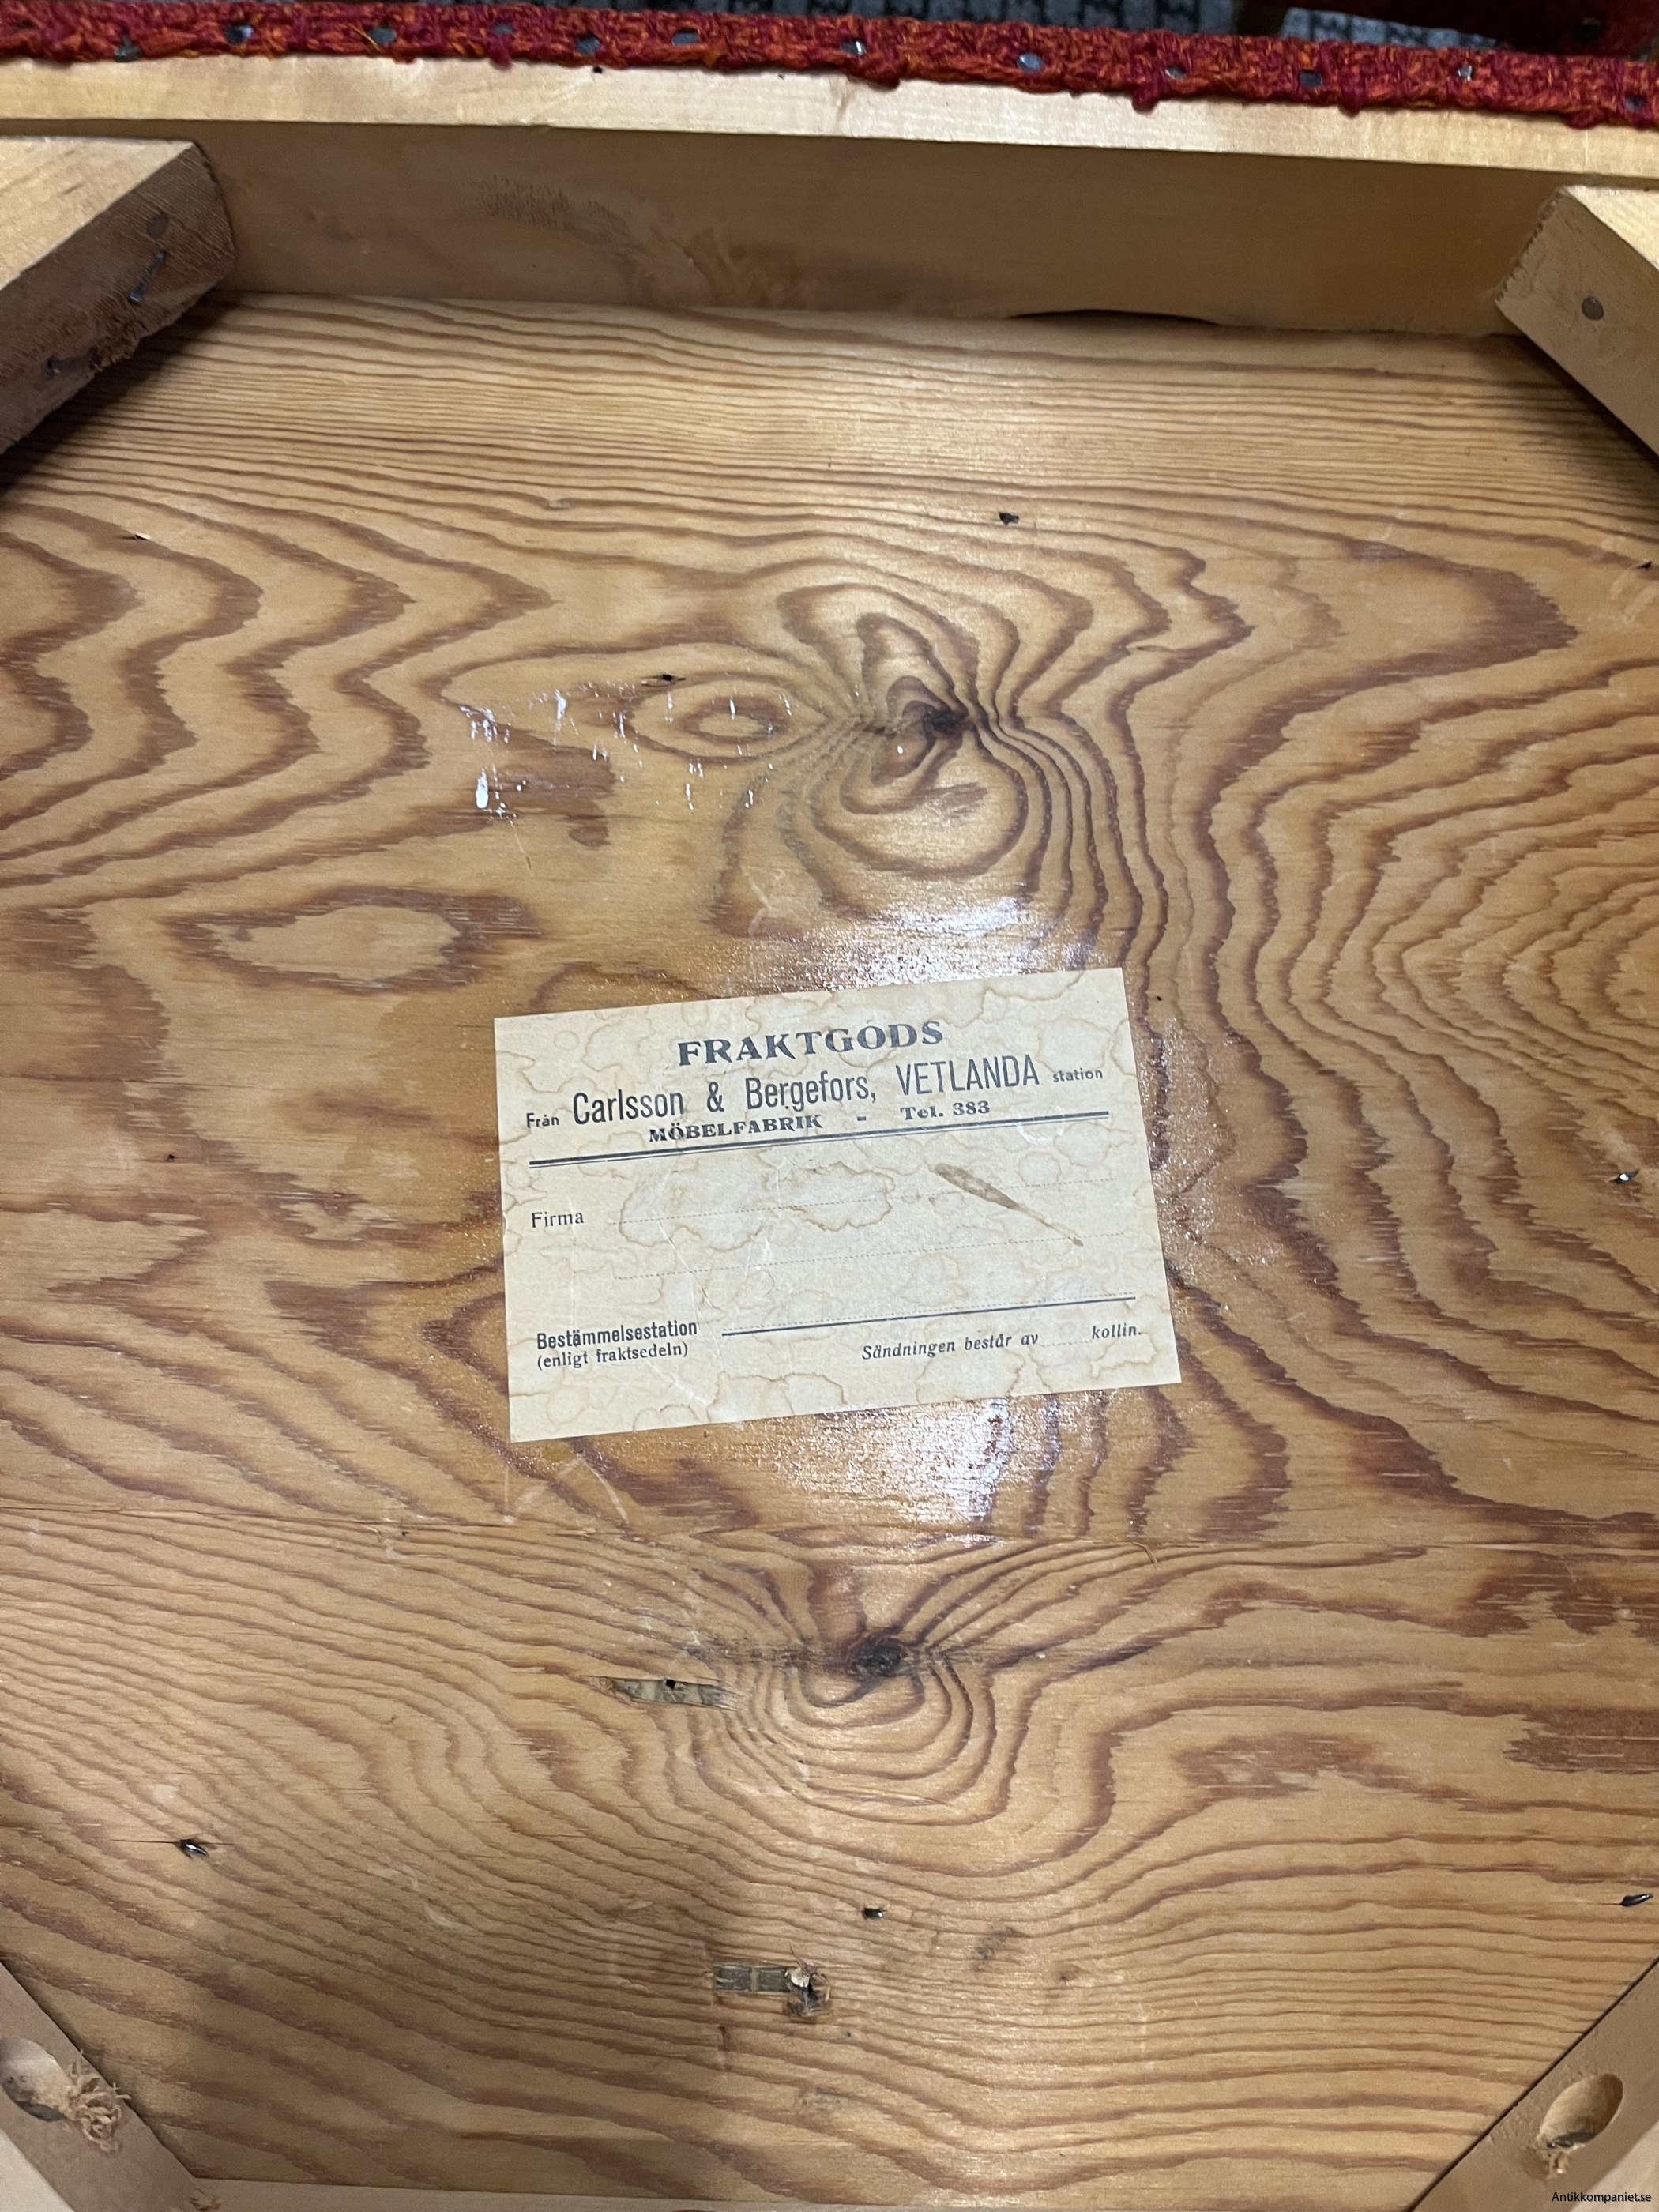 FRAKTGODS
Från Carlsson & Bergefors, VETLANDA station
MÖBELFABRIK - Tel. 383
Firma
Bestämmelsestation
(enligt fraktsedeln)
Sändningen består av kollin.
Antikkompaniet.se